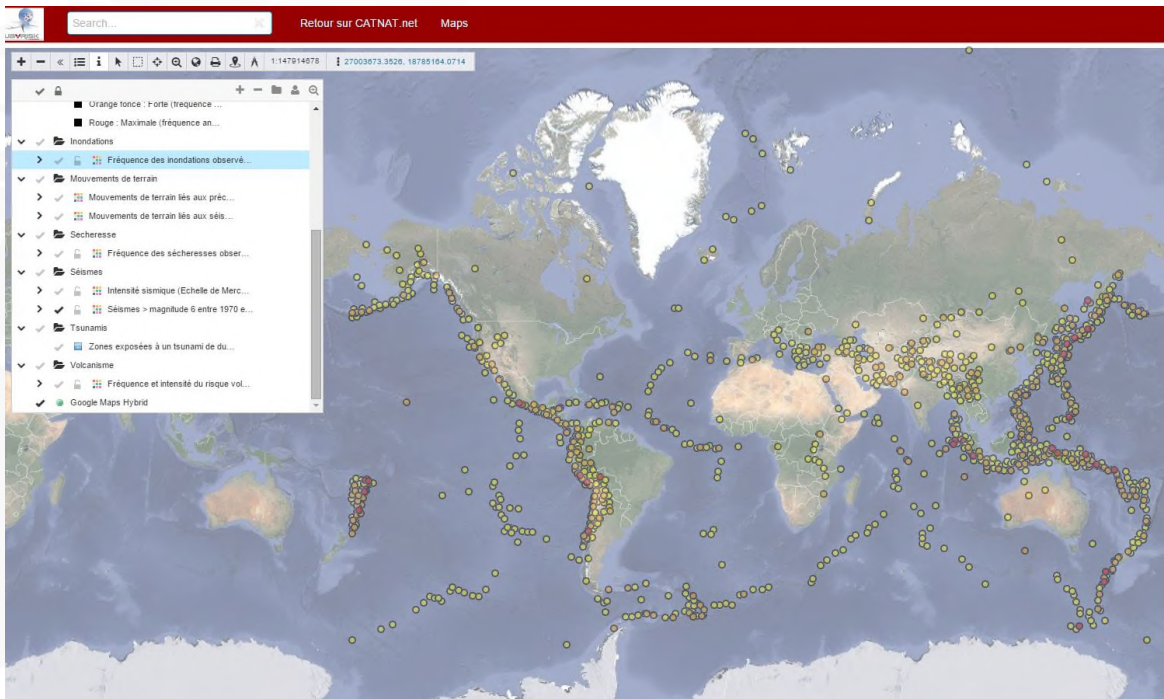 Search...
Retour sur CATNAT.net Maps
1:147914678 27003673.3526, 18785164.0714
Orange foncé : Forte (fréquence ...
Rouge : Maximale (fréquence an...
Inondations
Fréquence des inondations observé...
Mouvements de terrain
Mouvements de terrain liés aux préc...
Mouvements de terrain liés aux séis...
Secheresse
Fréquence des sécheresses obser...
Séismes
Intensité sismique (Echelle de Merc...
Séismes > magnitude 6 entre 1970 e...
Tsunamis
Zones exposées à un tsunami de du...
Volcanisme
Fréquence et intensité du risque vol...
Google Maps Hybrid